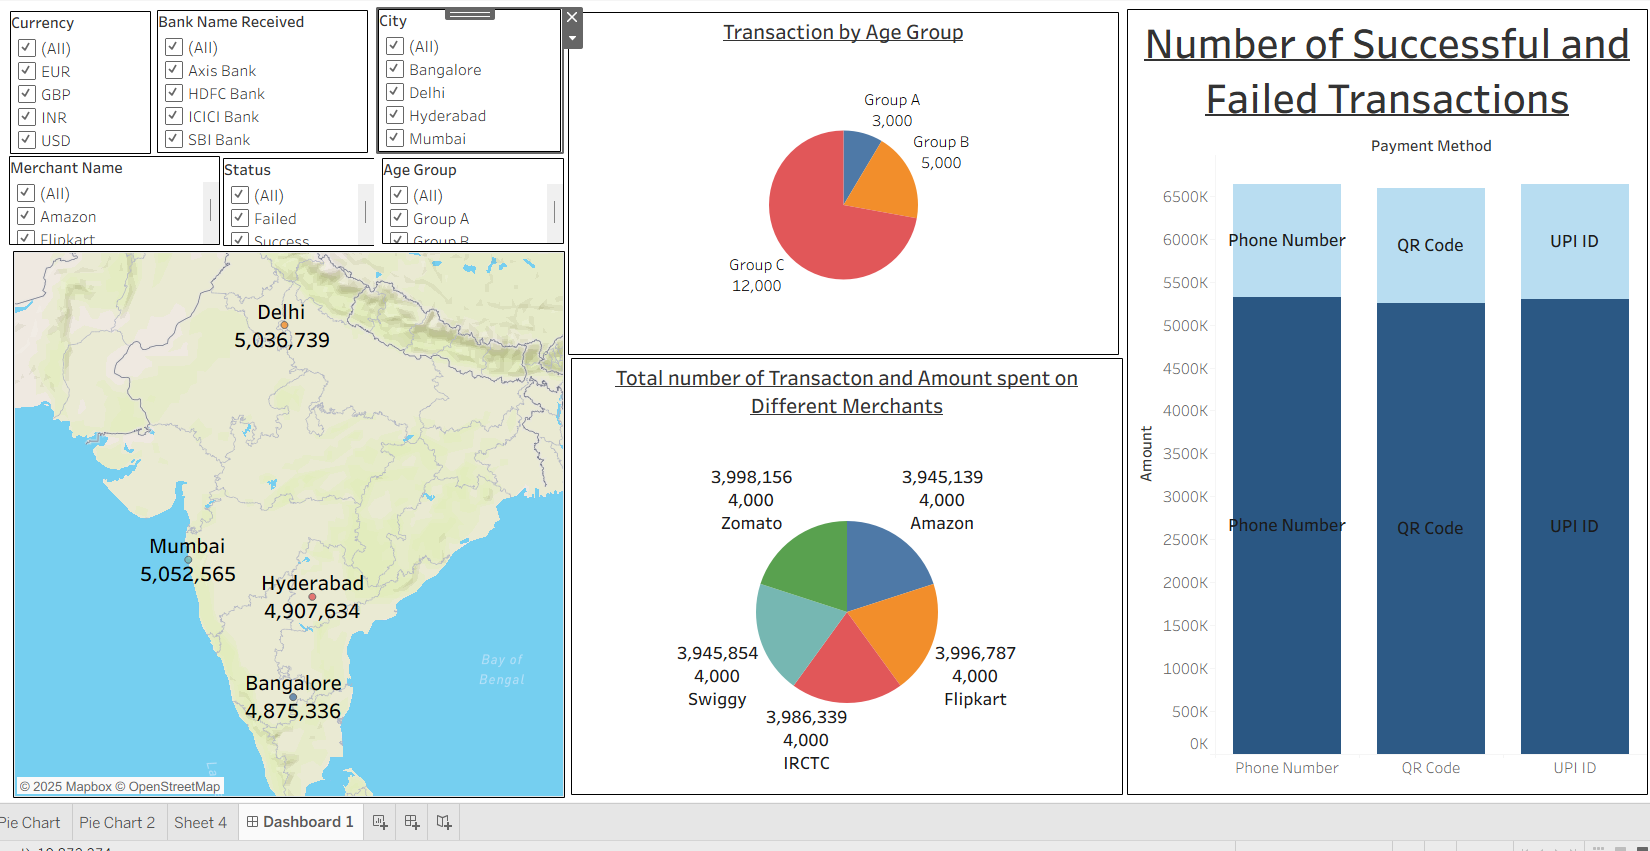 Currency
(All)
EUR
GBP
INR
USD
Bank Name Received
(All)
Axis Bank
HDFC Bank
ICICI Bank
SBI Bank
City
(All)
Bangalore
Delhi
Hyderabad
Mumbai
Merchant Name
(All)
Amazon
Flipkart
Status
(All)
Failed
Success
Age Group
(All)
Group A
Group B
Delhi
5,036,739
Mumbai
5,052,565
Hyderabad
4,907,634
Bangalore
4,875,336
Bay of
Bengal
© 2025 Mapbox © OpenStreetMap
Transaction by Age Group
Group A
3,000
Group B
5,000
Group C
12,000
Total number of Transacton and Amount spent on
Different Merchants
3,998,156
4,000
Zomato
3,945,139
4,000
Amazon
3,945,854
4,000
Swiggy
3,996,787
4,000
Flipkart
3,986,339
4,000
IRCTC
Number of Successful and
Failed Transactions
Payment Method
Amount
6500K
6000K
5500K
5000K
4500K
4000K
3500K
3000K
2500K
2000K
1500K
1000K
500K
0K
Phone Number
QR Code
UPI ID
Phone Number
QR Code
UPI ID
Phone Number
QR Code
UPI ID
Pie Chart
Pie Chart 2
Sheet 4
Dashboard 1